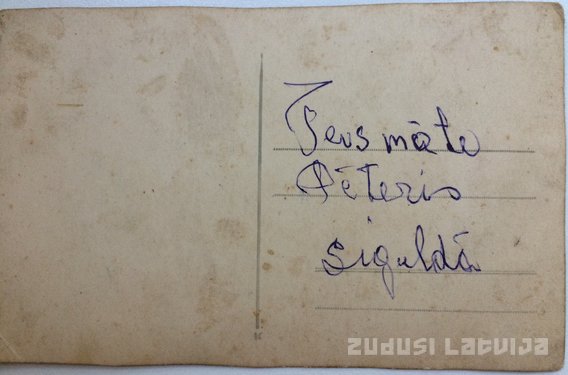 Tevs māte
Pēteris
Siguldā
K
ZUDUSI LATVIJA